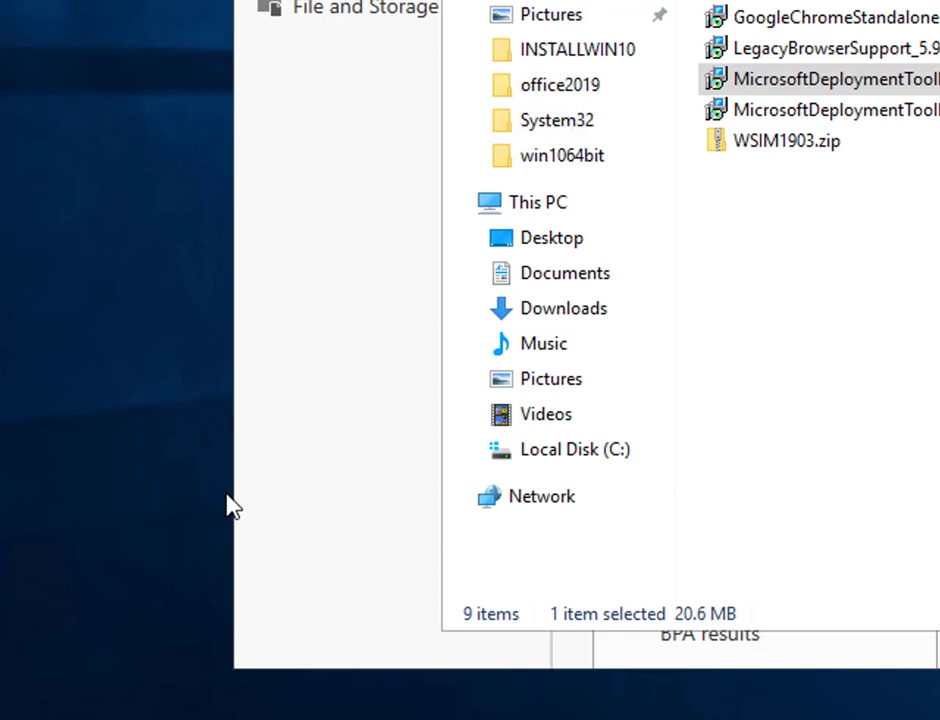 File and Storage
Pictures
INSTALLWIN10
office2019
System32
win1064bit
This PC
Desktop
Documents
Downloads
Music
Pictures
Videos
Local Disk (C:)
Network
GoogleChromeStandalone
LegacyBrowserSupport_5.9
MicrosoftDeploymentTool
MicrosoftDeploymentTool
WSIM1903.zip
9 items 1 item selected 20.6 MB
BPA results